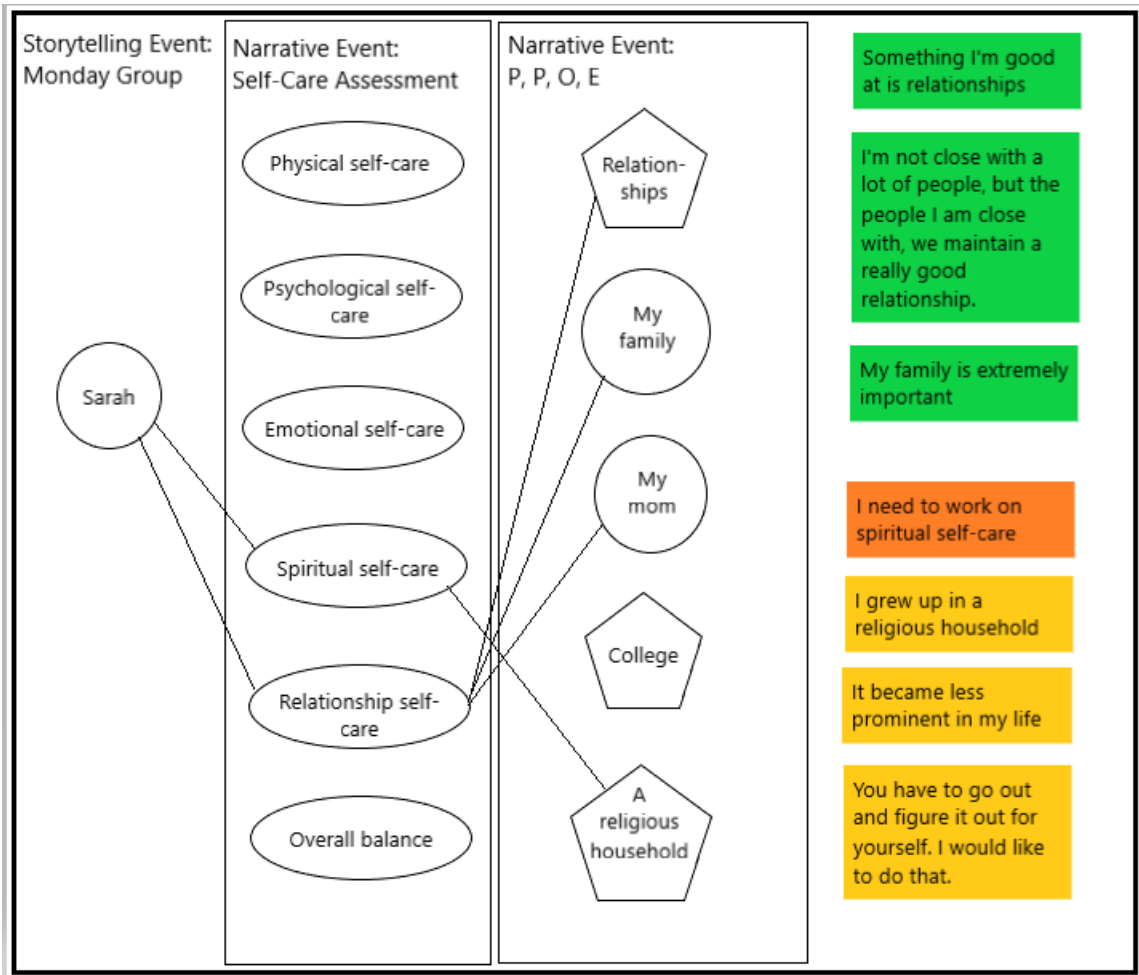 Storytelling Event:
Monday Group
Narrative Event:
Self-Care Assessment
Narrative Event:
P, P, O, E
Sarah
Physical self-care
Psychological self-
care
Emotional self-care
Spiritual self-care
Relationship self-
care
Overall balance
Relation-
ships
My
family
My
mom
College
A
religious
household
Something I'm good
at is relationships
I'm not close with a
lot of people, but the
people I am close
with, we maintain a
really good
relationship.
My family is extremely
important
I need to work on
spiritual self-care
I grew up in a
religious household
It became less
prominent in my life
You have to go out
and figure it out for
yourself. I would like
to do that.